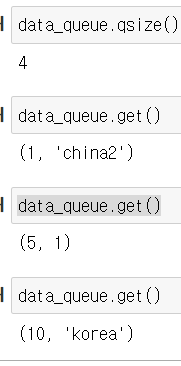 data_queue.qsize()
4
data_queue.get()
(1, 'china2')
data_queue.get()
(5, 1)
data_queue.get()
(10, 'korea')